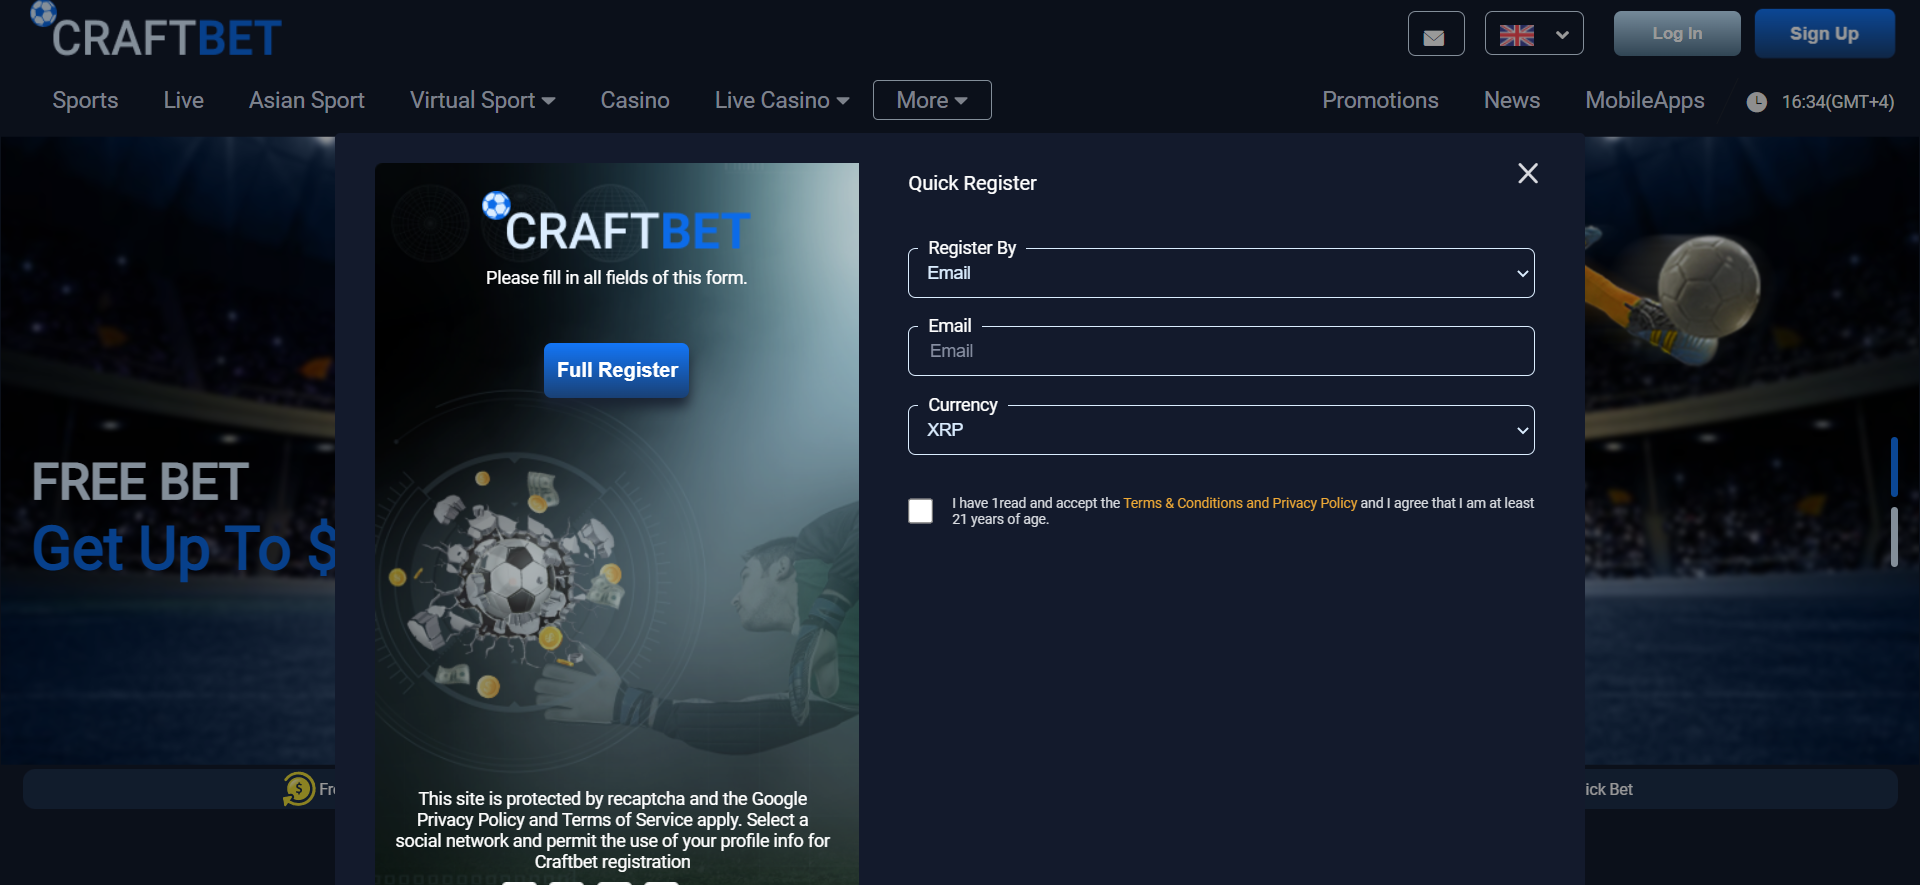 CRAFTBET
Log In
Sign Up
Sports
Live
Asian Sport
Virtual Sport
Casino
Live Casino
More
Promotions
News
MobileApps
16:34(GMT+4)
CRAFTBET
Please fill in all fields of this form.
Full Register
This site is protected by recaptcha and the Google
Privacy Policy and Terms of Service apply. Select a
social network and permit the use of your profile info for
Craftbet registration
Quick Register
Register By
Email
Email
Email
Currency
XRP
I have 1read and accept the Terms & Conditions and Privacy Policy and I agree that I am at least
21 years of age.
FREE BET
Get Up To $
Fre
ick Bet